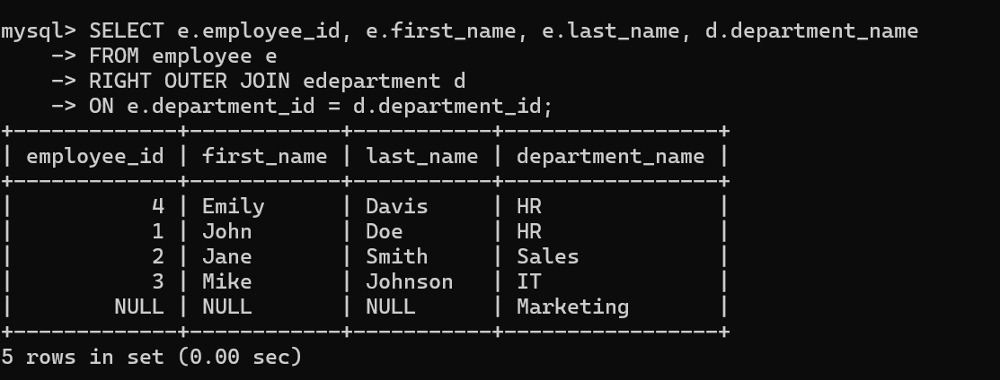 mysql> SELECT e.employee_id, e.first_name, e.last_name, d.department_name
    -> FROM employee e
    -> RIGHT OUTER JOIN edepartment d
    -> ON e.department_id = d.department_id;
+-------------+------------+-----------+-----------------+
| employee_id | first_name | last_name | department_name |
+-------------+------------+-----------+-----------------+
|           4 | Emily      | Davis     | HR              |
|           1 | John       | Doe       | HR              |
|           2 | Jane       | Smith     | Sales           |
|           3 | Mike       | Johnson   | IT              |
|        NULL | NULL       | NULL      | Marketing       |
+-------------+------------+-----------+-----------------+
5 rows in set (0.00 sec)